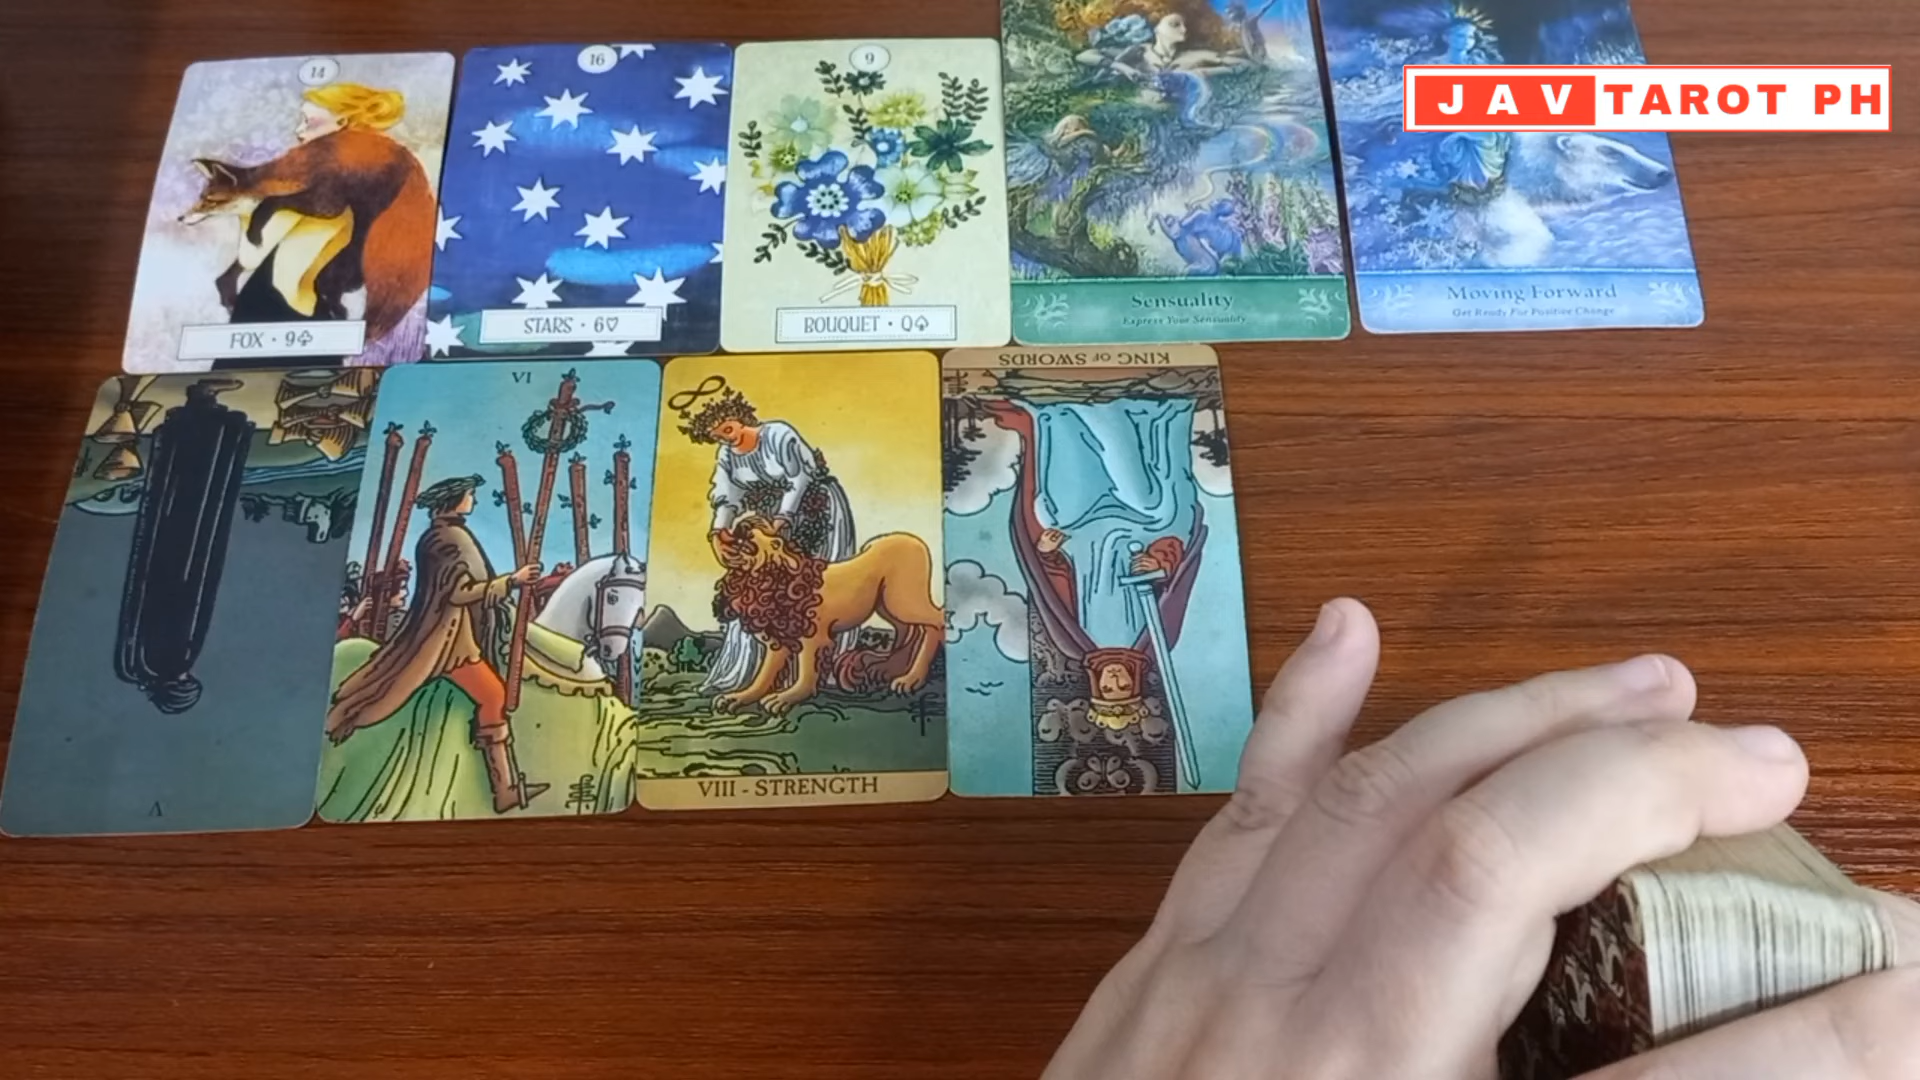 14
16
9
JAV TAROT PH
FOX · 9♧
STARS · 6♡
BOUQUET · Q♤
Sensuality
Express Your Sensuality
Moving Forward
Get Ready For Positive Change
V
VI
VIII - STRENGTH
KING OF SWORDS